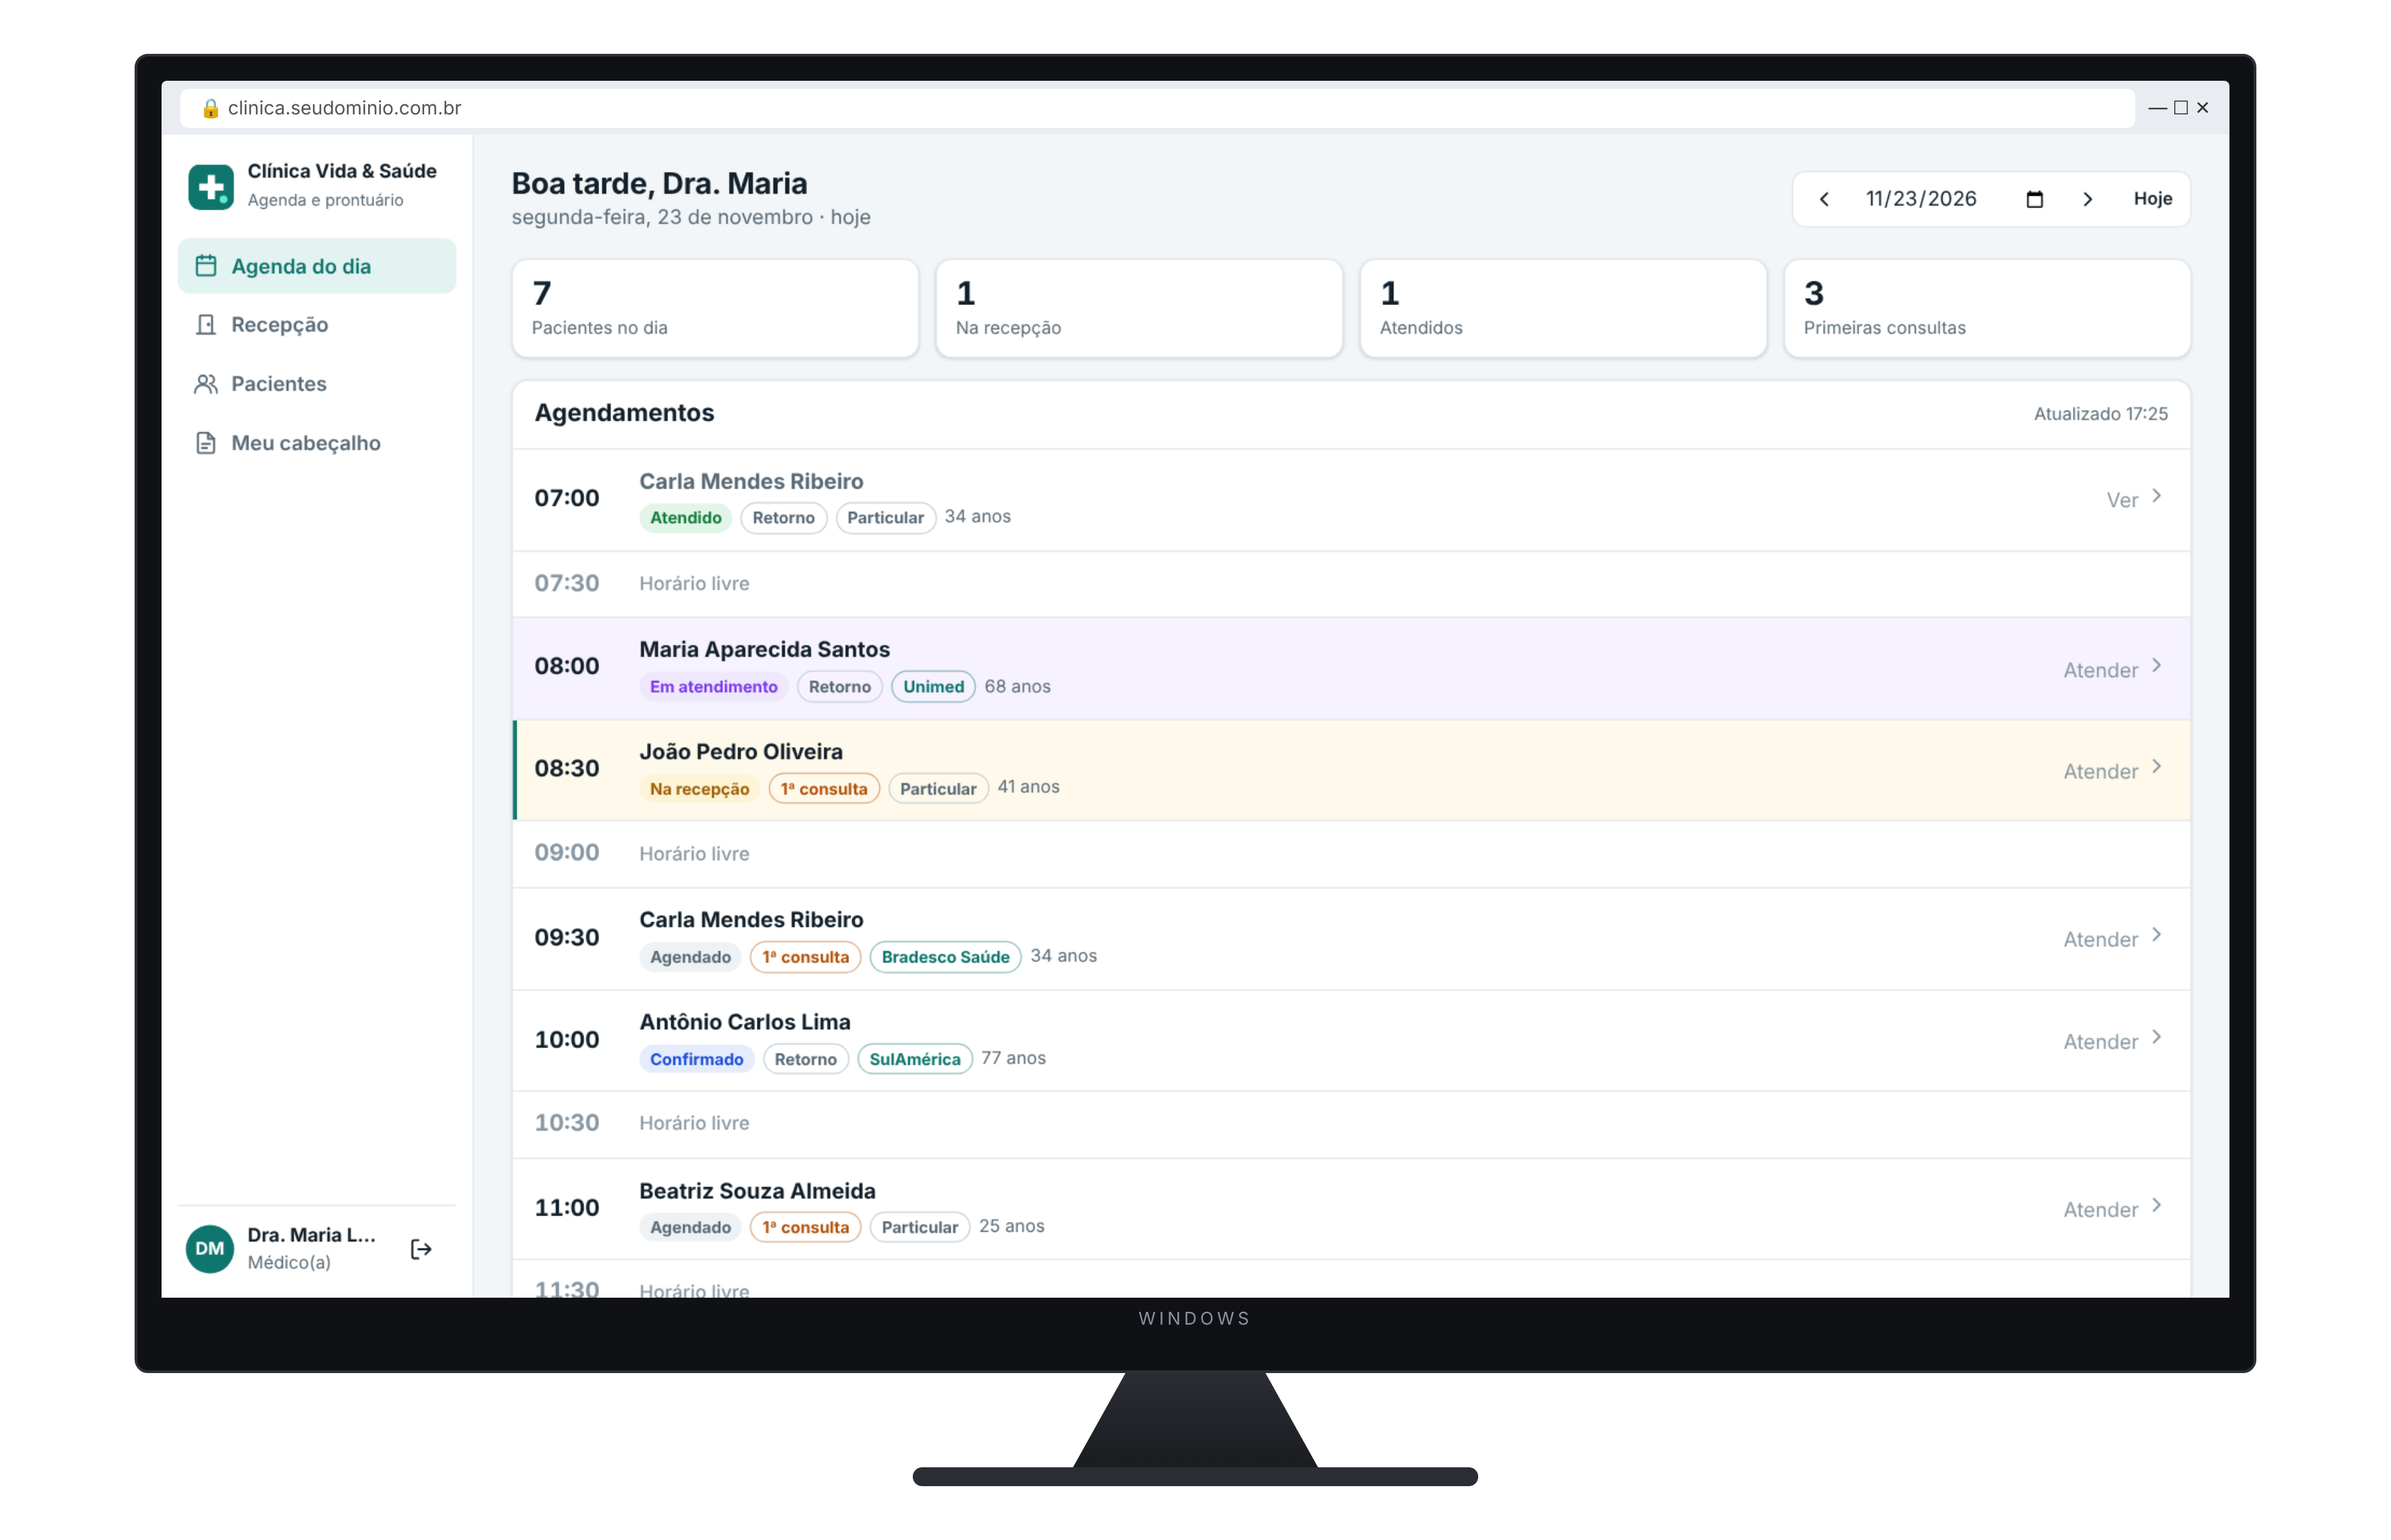 clinica.seudominio.com.br
Clínica Vida & Saúde
Agenda e prontuário
Agenda do dia
Recepção
Pacientes
Meu cabeçalho
Dra. Maria L...
DM
Médico(a)
Boa tarde, Dra. Maria
segunda-feira, 23 de novembro · hoje
11/23/2026 Hoje
7
Pacientes no dia
1
Na recepção
1
Atendidos
3
Primeiras consultas
Agendamentos Atualizado 17:25
Carla Mendes Ribeiro
07:00 Ver
Atendido Retorno Particular 34 anos
07:30 Horário livre
Maria Aparecida Santos
08:00 Atender
Em atendimento Retorno Unimed 68 anos
João Pedro Oliveira
08:30 Atender
Na recepção 1ª consulta Particular 41 anos
09:00 Horário livre
Carla Mendes Ribeiro
09:30 Atender
Agendado 1ª consulta Bradesco Saúde 34 anos
Antônio Carlos Lima
10:00 Atender
Confirmado Retorno SulAmérica 77 anos
10:30 Horário livre
Beatriz Souza Almeida
11:00 Atender
Agendado 1ª consulta Particular 25 anos
11:30 Horário livre
WINDOWS